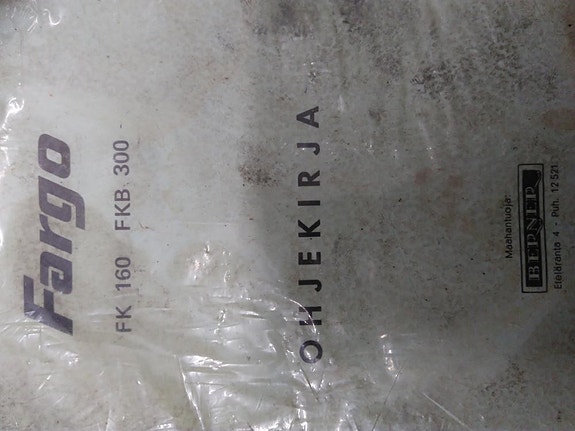 Fargo
FK 160 FKB 300
OHJEKIRJA
Maahantuoja:
BERNER
Eteläranta 4 - Puh. 12 521